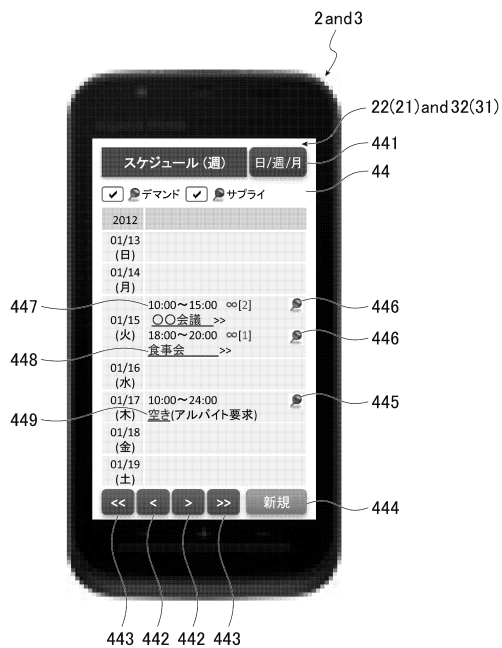 2and3
22(21)and32(31)
スケジュール(週) 日/週/月 441
✓ デマンド ✓ サプライ 44
2012
01/13
(日)
01/14
(月)
447 10:00〜15:00 ∞[2] 446
01/15 〇〇会議 >>
(火) 18:00〜20:00 ∞[1] 446
448 食事会 >>
01/16
(水)
01/17 10:00〜24:00 445
449 (木) 空き(アルバイト要求)
01/18
(金)
01/19
(土)
<< < > >> 新規 444
443 442 442 443